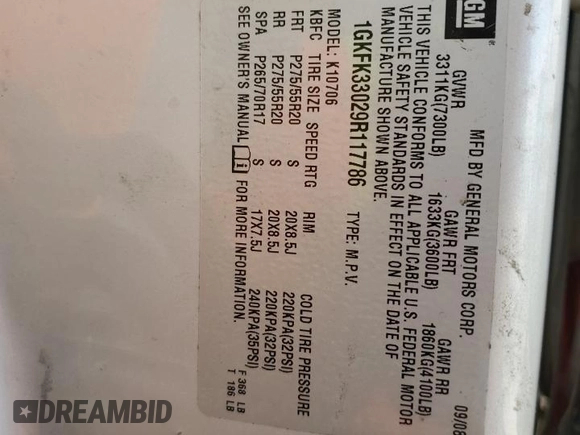 GM
MFD BY GENERAL MOTORS CORP. 09/08
GVWR GAWR FRT GAWR RR
3311KG(7300LB) 1633KG(3600LB) 1860KG(4100LB)
THIS VEHICLE CONFORMS TO ALL APPLICABLE U.S. FEDERAL MOTOR
VEHICLE SAFETY STANDARDS IN EFFECT ON THE DATE OF
MANUFACTURE SHOWN ABOVE.
1GKFK33029R117786 TYPE: M.P.V.
MODEL: K10706
KBFC TIRE SIZE SPEED RTG RIM COLD TIRE PRESSURE
FRT P275/55R20 S 20X8.5J 220KPA(32PSI)
RR P275/55R20 S 20X8.5J 220KPA(32PSI)
SPA P265/70R17 S 17X7.5J 240KPA(35PSI)
SEE OWNER'S MANUAL i FOR MORE INFORMATION.
F 368 LB
T 186 LB
DREAMBID